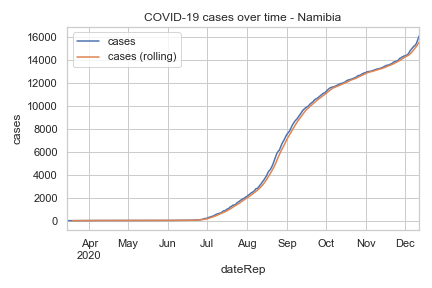 COVID-19 cases over time - Namibia
cases
cases (rolling)
16000
14000
12000
10000
8000
6000
4000
2000
0
cases
Apr May Jun Jul Aug Sep Oct Nov Dec
2020
dateRep